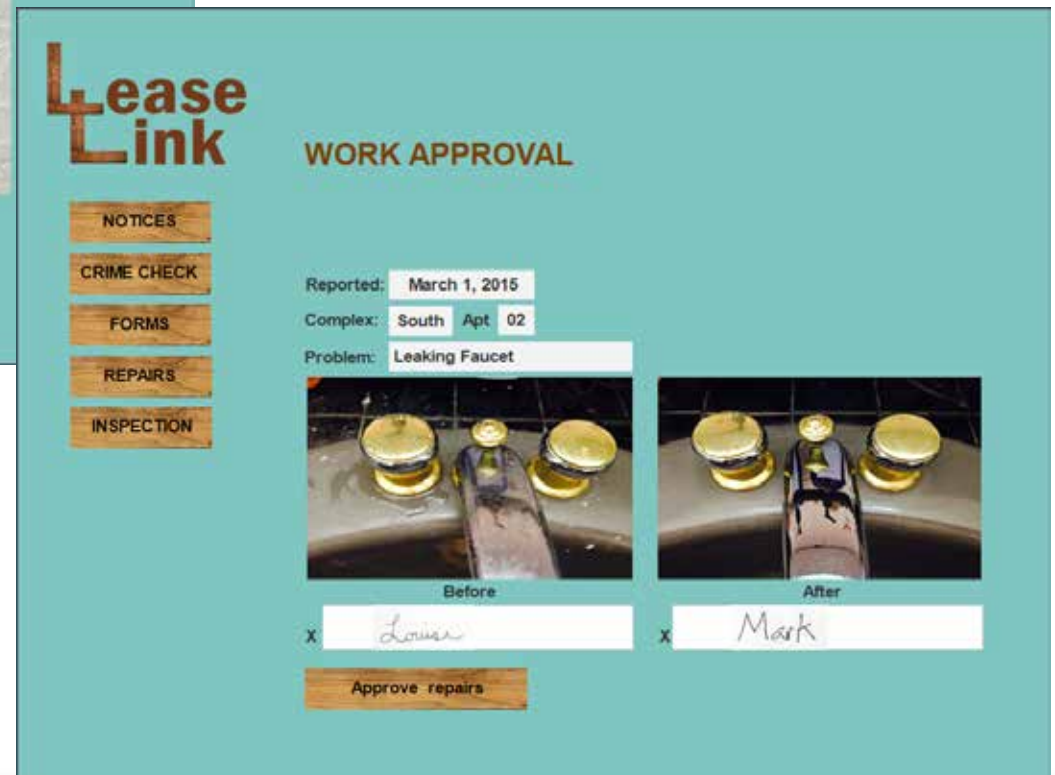 Lease
Link
WORK APPROVAL
NOTICES
CRIME CHECK
FORMS
REPAIRS
INSPECTION
Reported: March 1, 2015
Complex: South Apt 02
Problem: Leaking Faucet
Before After
X Louisa X Mark
Approve repairs